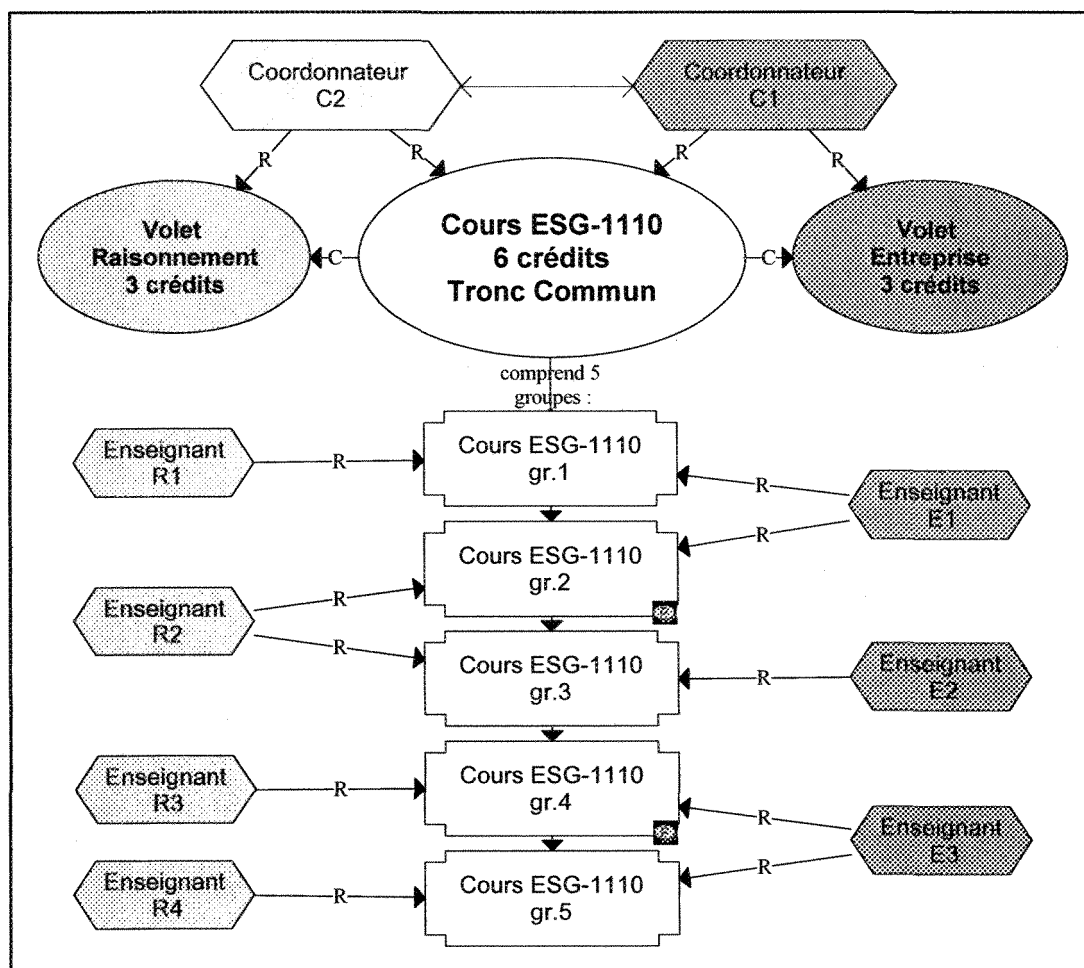 Coordonnateur
C2
Coordonnateur
C1
R
R
R
R
Volet
Raisonnement
3 crédits
C
Cours ESG-1110
6 crédits
Tronc Commun
C
Volet
Entreprise
3 crédits
comprend 5
groupes :
Enseignant
R1
R
Cours ESG-1110
gr.1
R
Enseignant
E1
R
Cours ESG-1110
gr.2
Enseignant
R2
R
R
Cours ESG-1110
gr.3
R
Enseignant
E2
Enseignant
R3
R
Cours ESG-1110
gr.4
R
Enseignant
E3
R
Enseignant
R4
R
Cours ESG-1110
gr.5